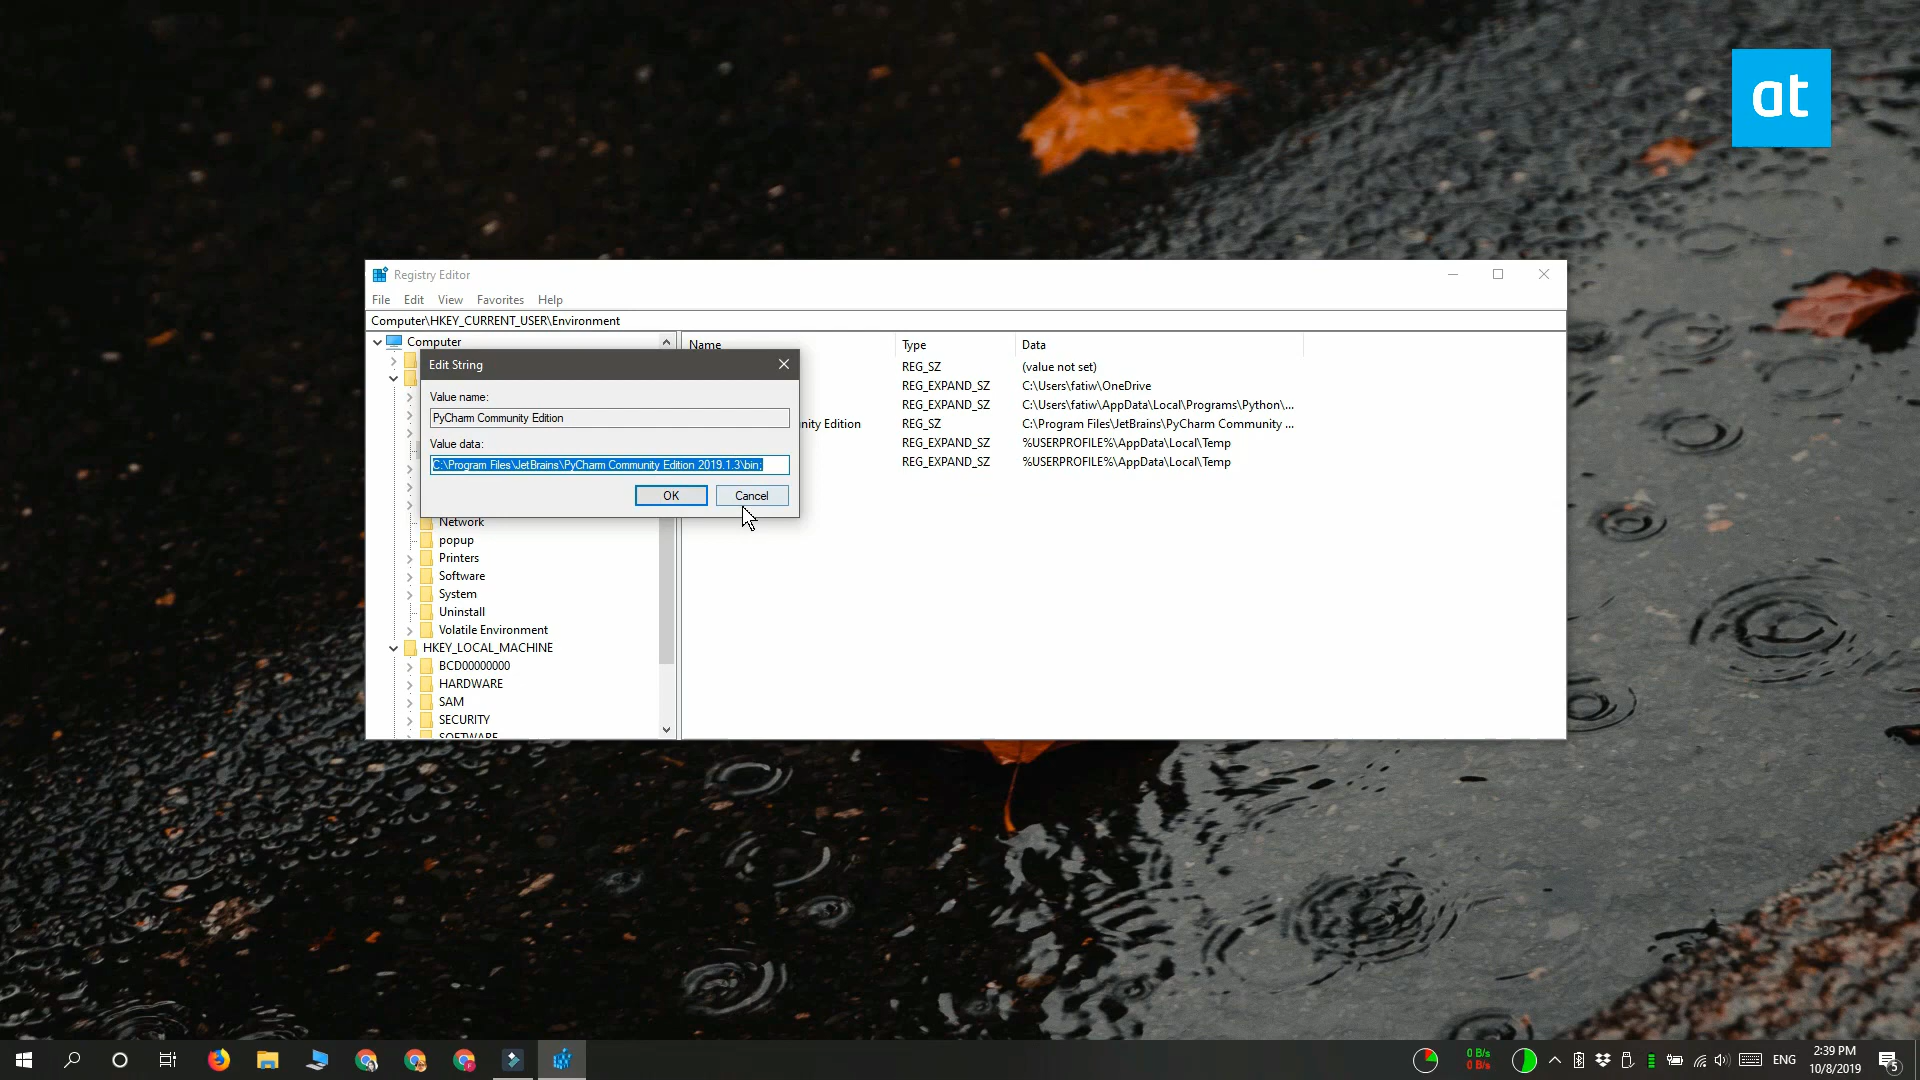 at
Registry Editor
File Edit View Favorites Help
Computer\HKEY_CURRENT_USER\Environment
Computer
Name Type Data
Edit String
REG_SZ (value not set)
REG_EXPAND_SZ C:\Users\fatiw\OneDrive
Value name:
REG_EXPAND_SZ C:\Users\fatiw\AppData\Local\Programs\Python\...
PyCharm Community Edition
nity Edition REG_SZ C:\Program Files\JetBrains\PyCharm Community ...
Value data:
REG_EXPAND_SZ %USERPROFILE%\AppData\Local\Temp
C:\Program Files\JetBrains\PyCharm Community Edition 2019.1.3\bin;
REG_EXPAND_SZ %USERPROFILE%\AppData\Local\Temp
OK Cancel
Network
popup
Printers
Software
System
Uninstall
Volatile Environment
HKEY_LOCAL_MACHINE
BCD00000000
HARDWARE
SAM
SECURITY
SOFTWARE
0 B/s
0 B/s
ENG
2:39 PM
10/8/2019
5